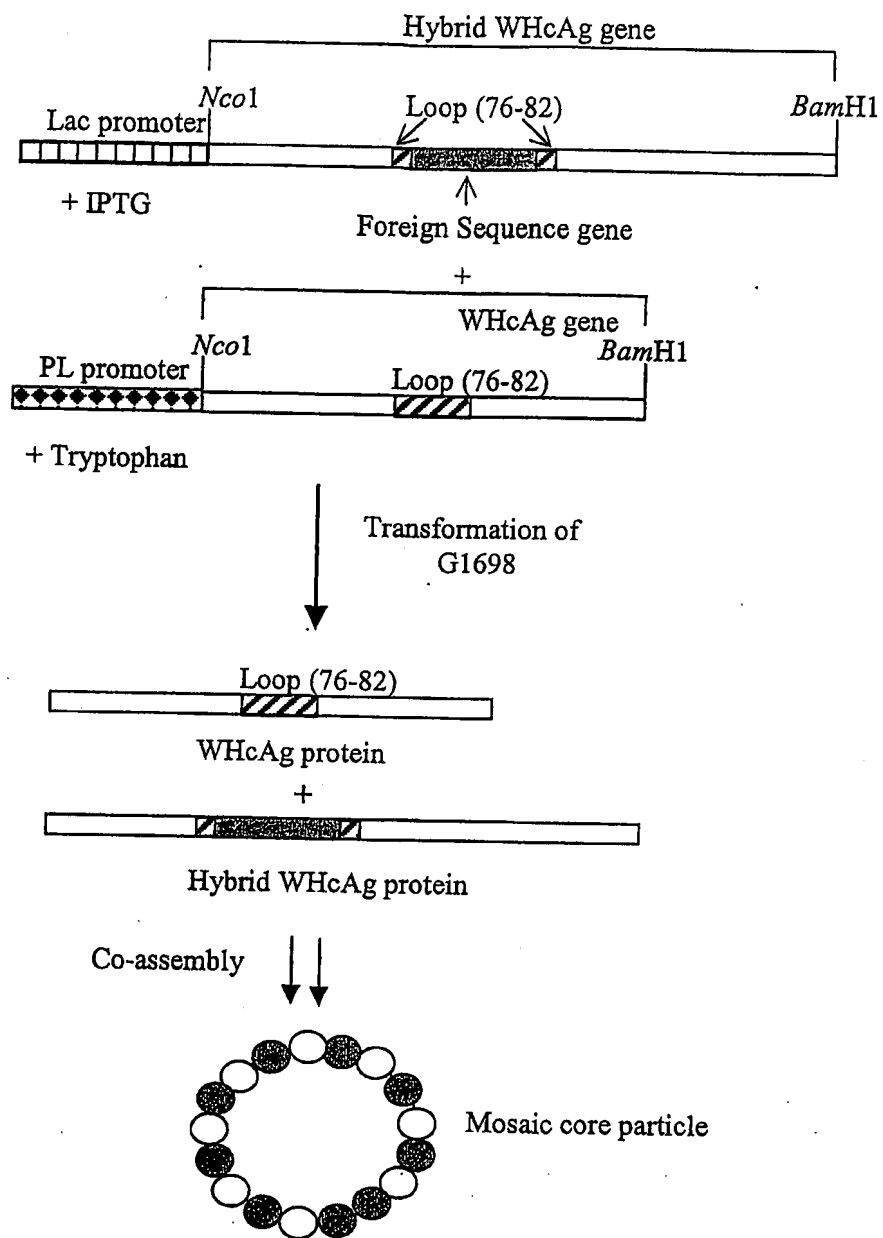 Hybrid WHcAg gene
Nco1
Loop (76-82)
BamH1
Lac promoter
+ IPTG
Foreign Sequence gene
+
WHcAg gene
Nco1
BamH1
PL promoter
Loop (76-82)
+ Tryptophan
Transformation of
G1698
Loop (76-82)
WHcAg protein
+
Hybrid WHcAg protein
Co-assembly
Mosaic core particle